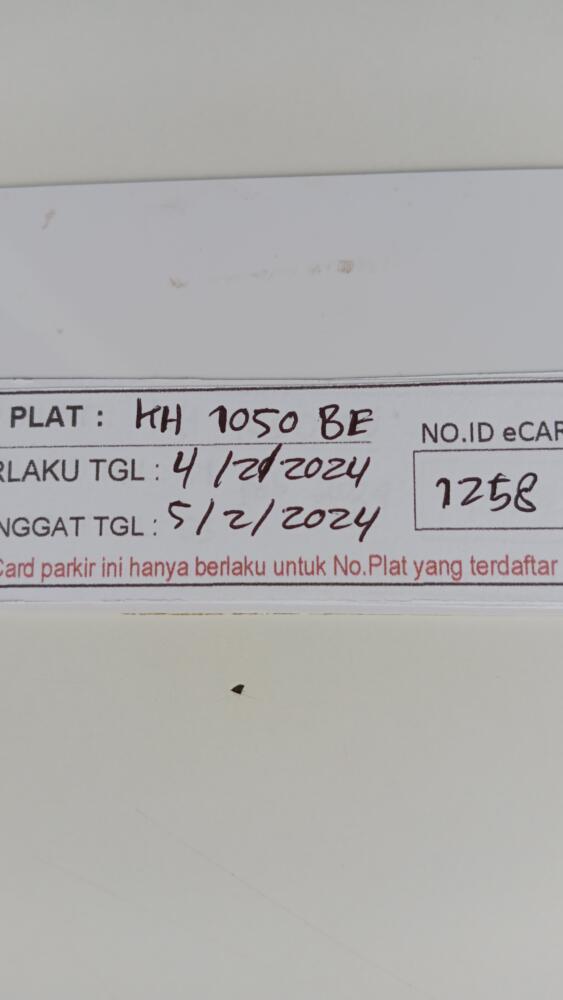 PLAT : KH 1050 BE
NO.ID eCAR
RLAKU TGL : 4/2/2024
1258
NGGAT TGL : 5/2/2024
Card parkir ini hanya berlaku untuk No.Plat yang terdaftar